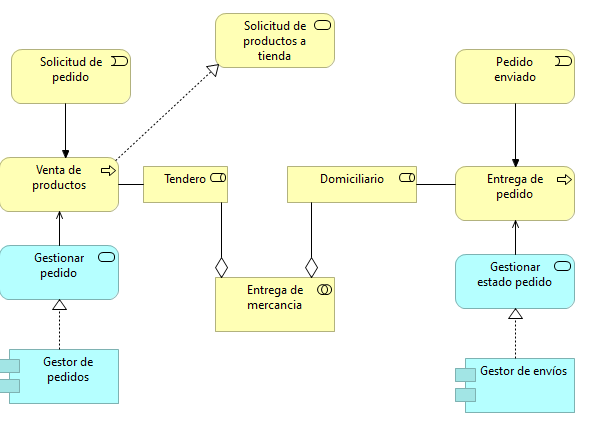 Solicitud de
productos a
tienda
Solicitud de
pedido
Pedido
enviado
Venta de
productos
Tendero
Domiciliario
Entrega de
pedido
Gestionar
pedido
Entrega de
mercancia
Gestionar
estado pedido
Gestor de
pedidos
Gestor de envíos